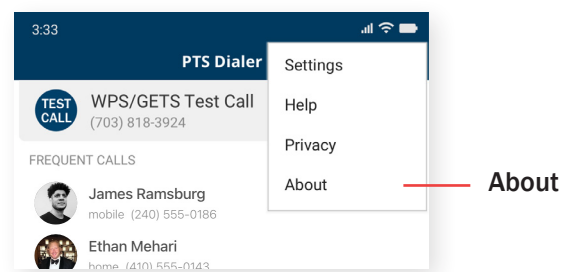 3:33
PTS Dialer
Settings
TEST CALL
WPS/GETS Test Call
(703) 818-3924
Help
Privacy
FREQUENT CALLS
About
About
James Ramsburg
mobile (240) 555-0186
Ethan Mehari
home (410) 555-0143